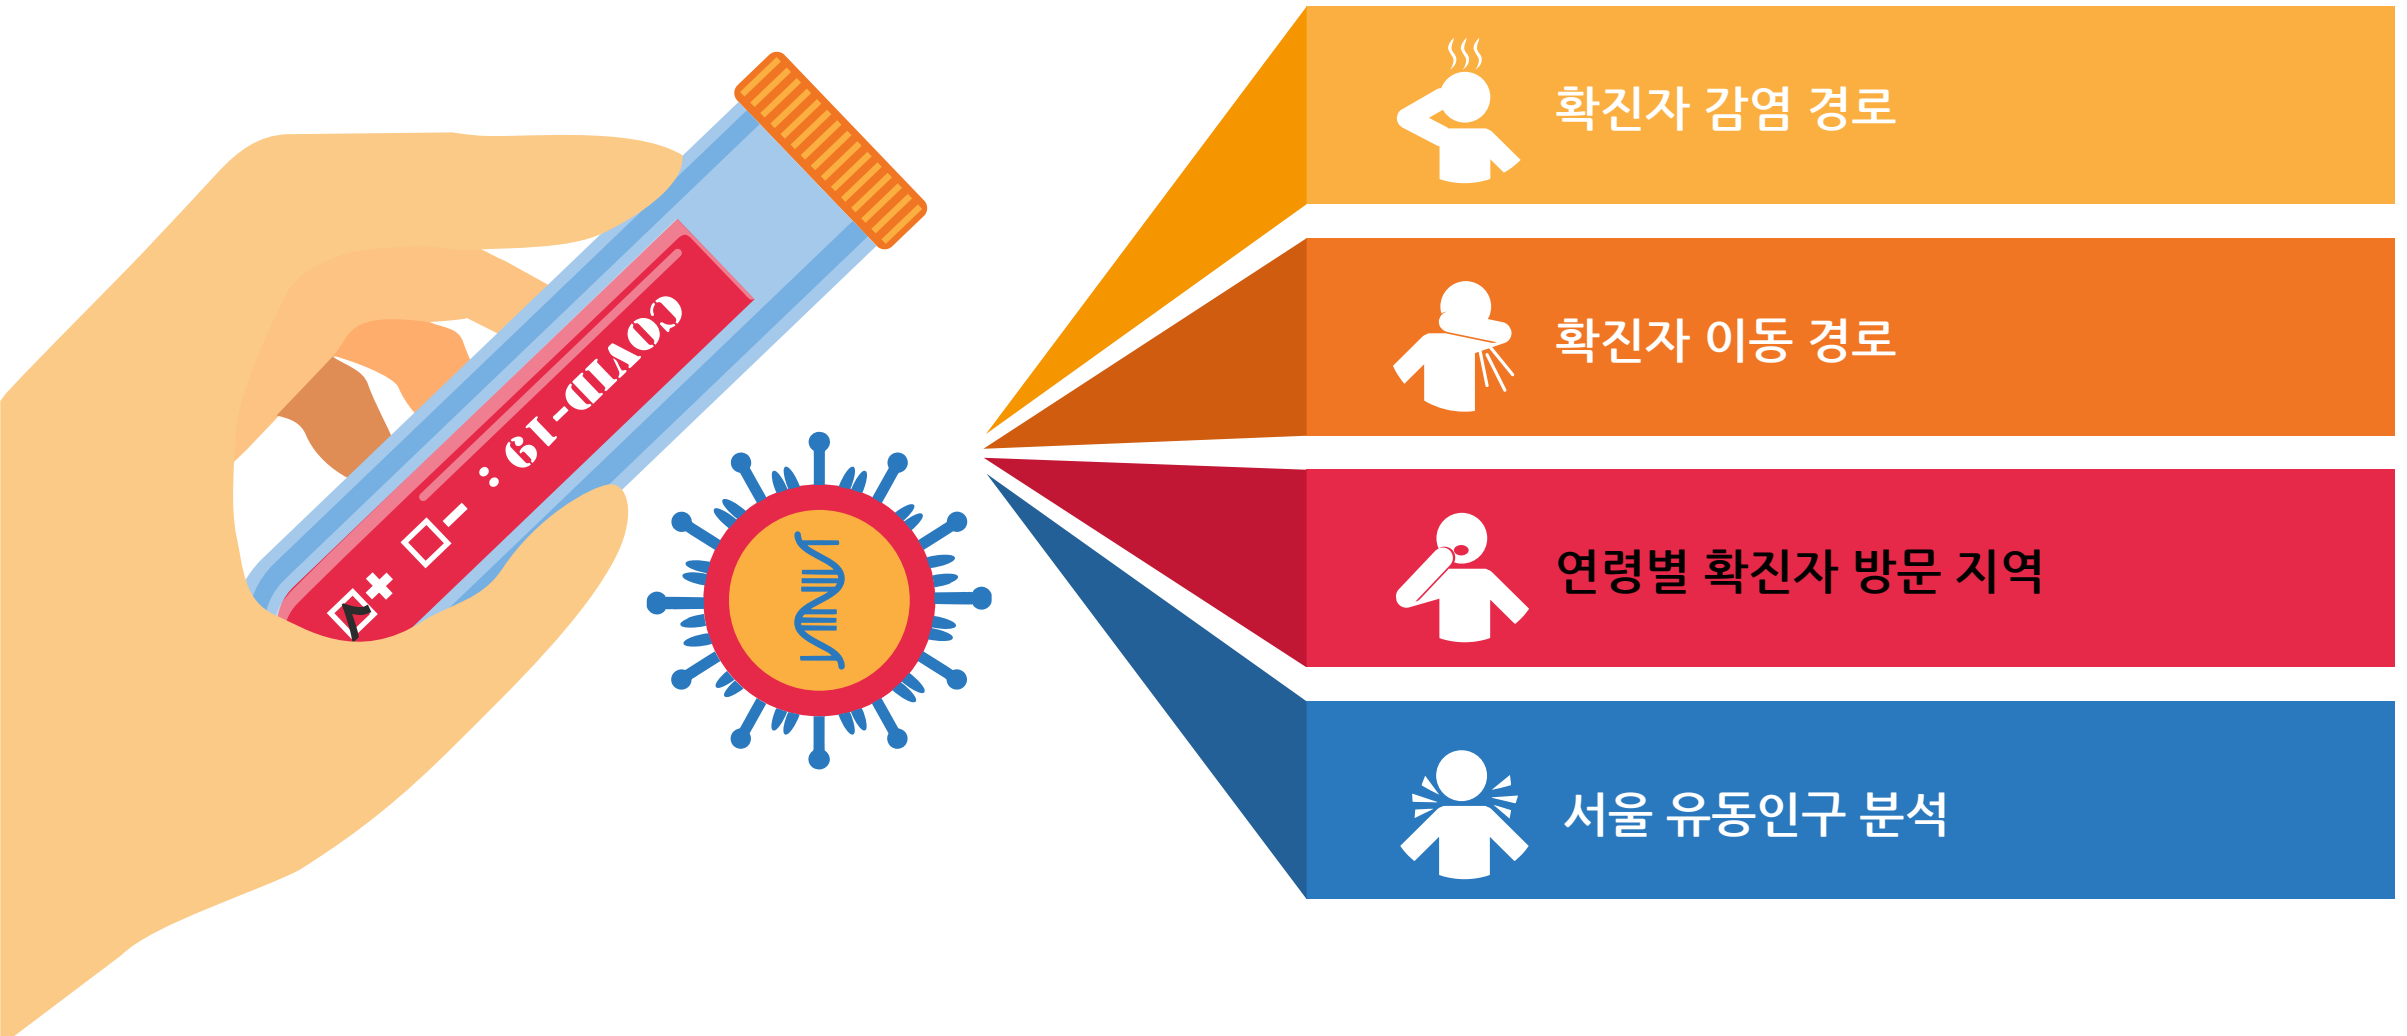 COVID-19 : □- □+
확진자 감염 경로
확진자 이동 경로
연령별 확진자 방문 지역
서울 유동인구 분석